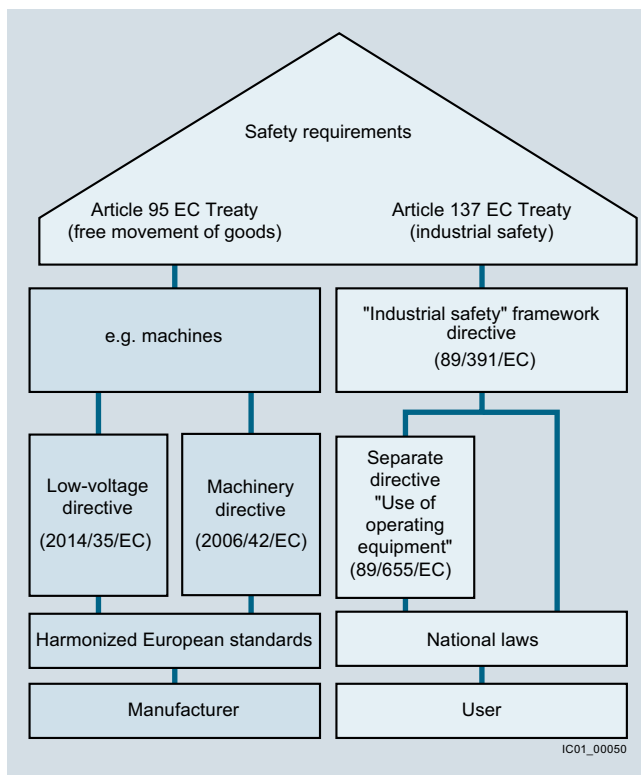 Safety requirements
Article 95 EC Treaty
(free movement of goods)
Article 137 EC Treaty
(industrial safety)
e.g. machines
"Industrial safety" framework
directive
(89/391/EC)
Low-voltage
directive
(2014/35/EC)
Machinery
directive
(2006/42/EC)
Separate
directive
"Use of
operating
equipment"
(89/655/EC)
Harmonized European standards
National laws
Manufacturer
User
IC01_00050